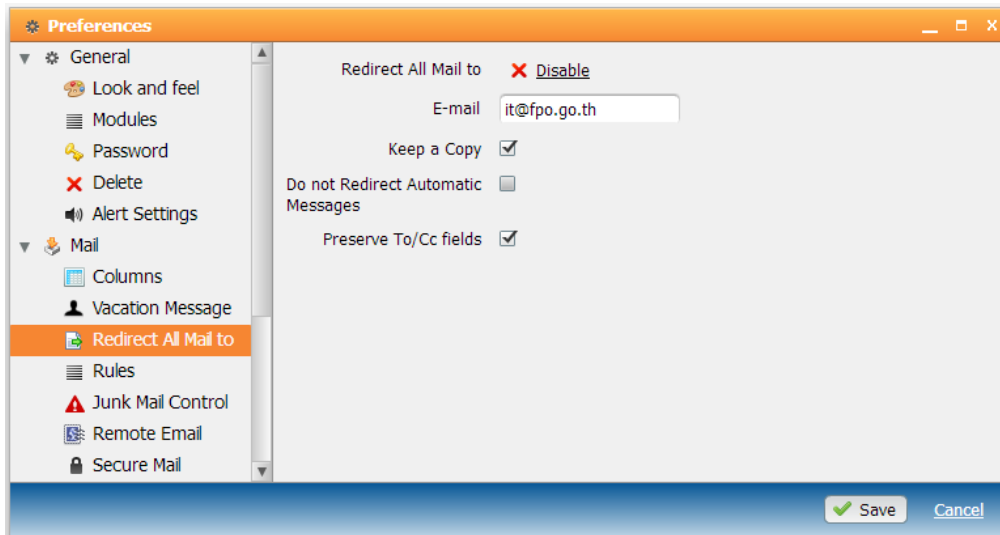 Preferences
General
Look and feel
Modules
Password
Delete
Alert Settings
Mail
Columns
Vacation Message
Redirect All Mail to
Rules
Junk Mail Control
Remote Email
Secure Mail
Redirect All Mail to Disable
E-mail it@fpo.go.th
Keep a Copy
Do not Redirect Automatic
Messages
Preserve To/Cc fields
Save Cancel